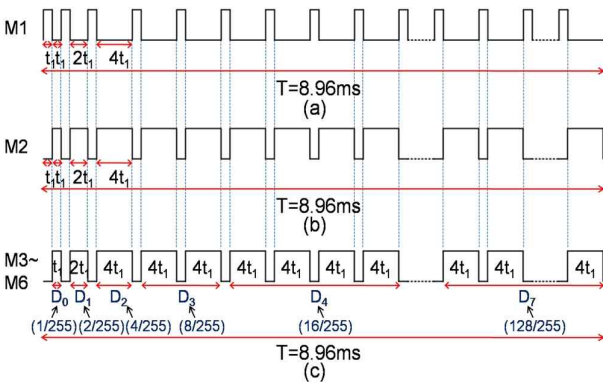 M1
t₁ t₁ 2t₁ 4t₁
T=8.96ms
(a)
M2
t₁ t₁ 2t₁ 4t₁
T=8.96ms
(b)
M3~
M6
t₁ 2t₁ 4t₁ 4t₁ 4t₁ 4t₁ 4t₁ 4t₁ 4t₁ 4t₁ 4t₁ 4t₁
D₀ D₁ D₂ D₃ D₄ D₇
(1/255) (2/255) (4/255) (8/255) (16/255) (128/255)
T=8.96ms
(c)